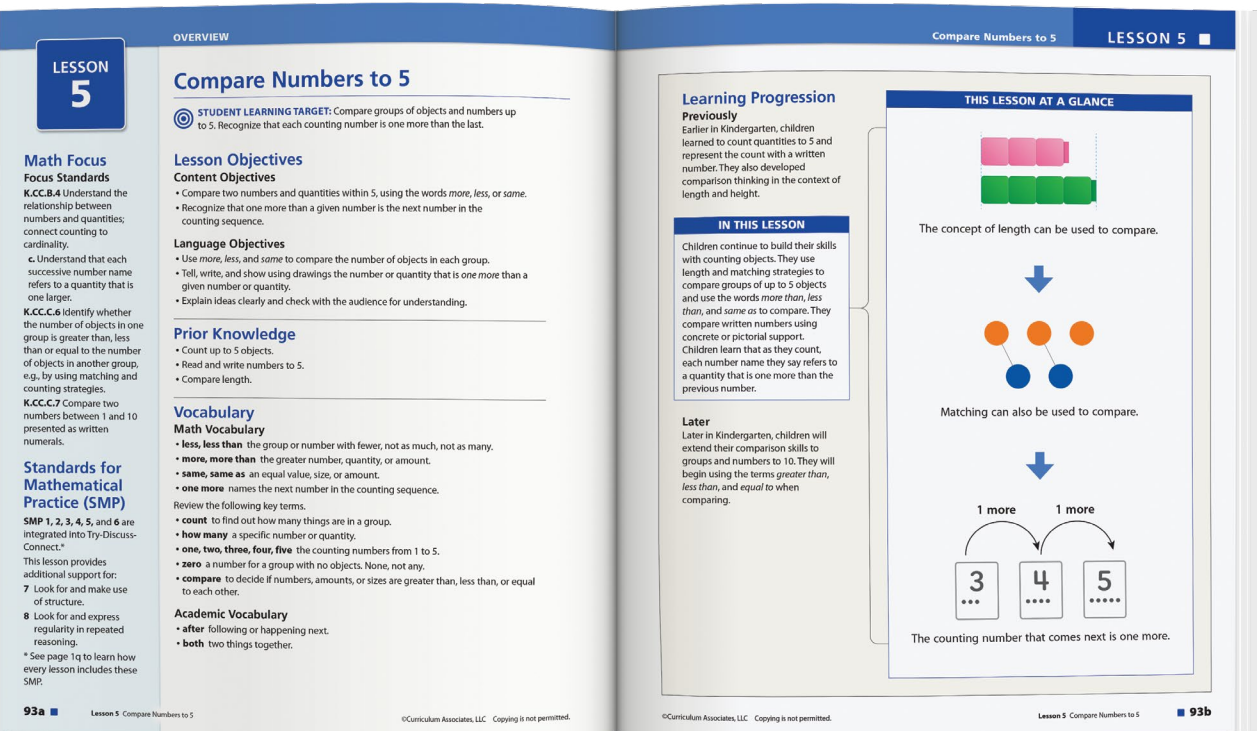 OVERVIEW
LESSON
5
Math Focus
Focus Standards
K.CC.B.4 Understand the
relationship between
numbers and quantities;
connect counting to
cardinality.
c. Understand that each
successive number name
refers to a quantity that is
one larger.
K.CC.C.6 Identify whether
the number of objects in one
group is greater than, less
than or equal to the number
of objects in another group,
e.g., by using matching and
counting strategies.
K.CC.C.7 Compare two
numbers between 1 and 10
presented as written
numerals.
Standards for
Mathematical
Practice (SMP)
SMP 1, 2, 3, 4, 5, and 6 are
integrated into Try-Discuss-
Connect.*
This lesson provides
additional support for:
7 Look for and make use
of structure.
8 Look for and express
regularity in repeated
reasoning.
* See page 1q to learn how
every lesson includes these
SMP.
Compare Numbers to 5
STUDENT LEARNING TARGET: Compare groups of objects and numbers up
to 5. Recognize that each counting number is one more than the last.
Lesson Objectives
Content Objectives
• Compare two numbers and quantities within 5, using the words more, less, or same.
• Recognize that one more than a given number is the next number in the
counting sequence.
Language Objectives
• Use more, less, and same to compare the number of objects in each group.
• Tell, write, and show using drawings the number or quantity that is one more than a
given number or quantity.
• Explain ideas clearly and check with the audience for understanding.
Prior Knowledge
• Count up to 5 objects.
• Read and write numbers to 5.
• Compare length.
Vocabulary
Math Vocabulary
• less, less than the group or number with fewer, not as much, not as many.
• more, more than the greater number, quantity, or amount.
• same, same as an equal value, size, or amount.
• one more names the next number in the counting sequence.
Review the following key terms.
• count to find out how many things are in a group.
• how many a specific number or quantity.
• one, two, three, four, five the counting numbers from 1 to 5.
• zero a number for a group with no objects. None, not any.
• compare to decide if numbers, amounts, or sizes are greater than, less than, or equal
to each other.
Academic Vocabulary
• after following or happening next.
• both two things together.
93a
Lesson 5 Compare Numbers to 5
©Curriculum Associates, LLC Copying is not permitted.
Compare Numbers to 5
LESSON 5
Learning Progression
Previously
Earlier in Kindergarten, children
learned to count quantities to 5 and
represent the count with a written
number. They also developed
comparison thinking in the context of
length and height.
IN THIS LESSON
Children continue to build their skills
with counting objects. They use
length and matching strategies to
compare groups of up to 5 objects
and use the words more than, less
than, and same as to compare. They
compare written numbers using
concrete or pictorial support.
Children learn that as they count,
each number name they say refers to
a quantity that is one more than the
previous number.
Later
Later in Kindergarten, children will
extend their comparison skills to
groups and numbers to 10. They will
begin using the terms greater than,
less than, and equal to when
comparing.
THIS LESSON AT A GLANCE
The concept of length can be used to compare.
Matching can also be used to compare.
1 more 1 more
3 4 5
The counting number that comes next is one more.
©Curriculum Associates, LLC Copying is not permitted.
Lesson 5 Compare Numbers to 5
93b